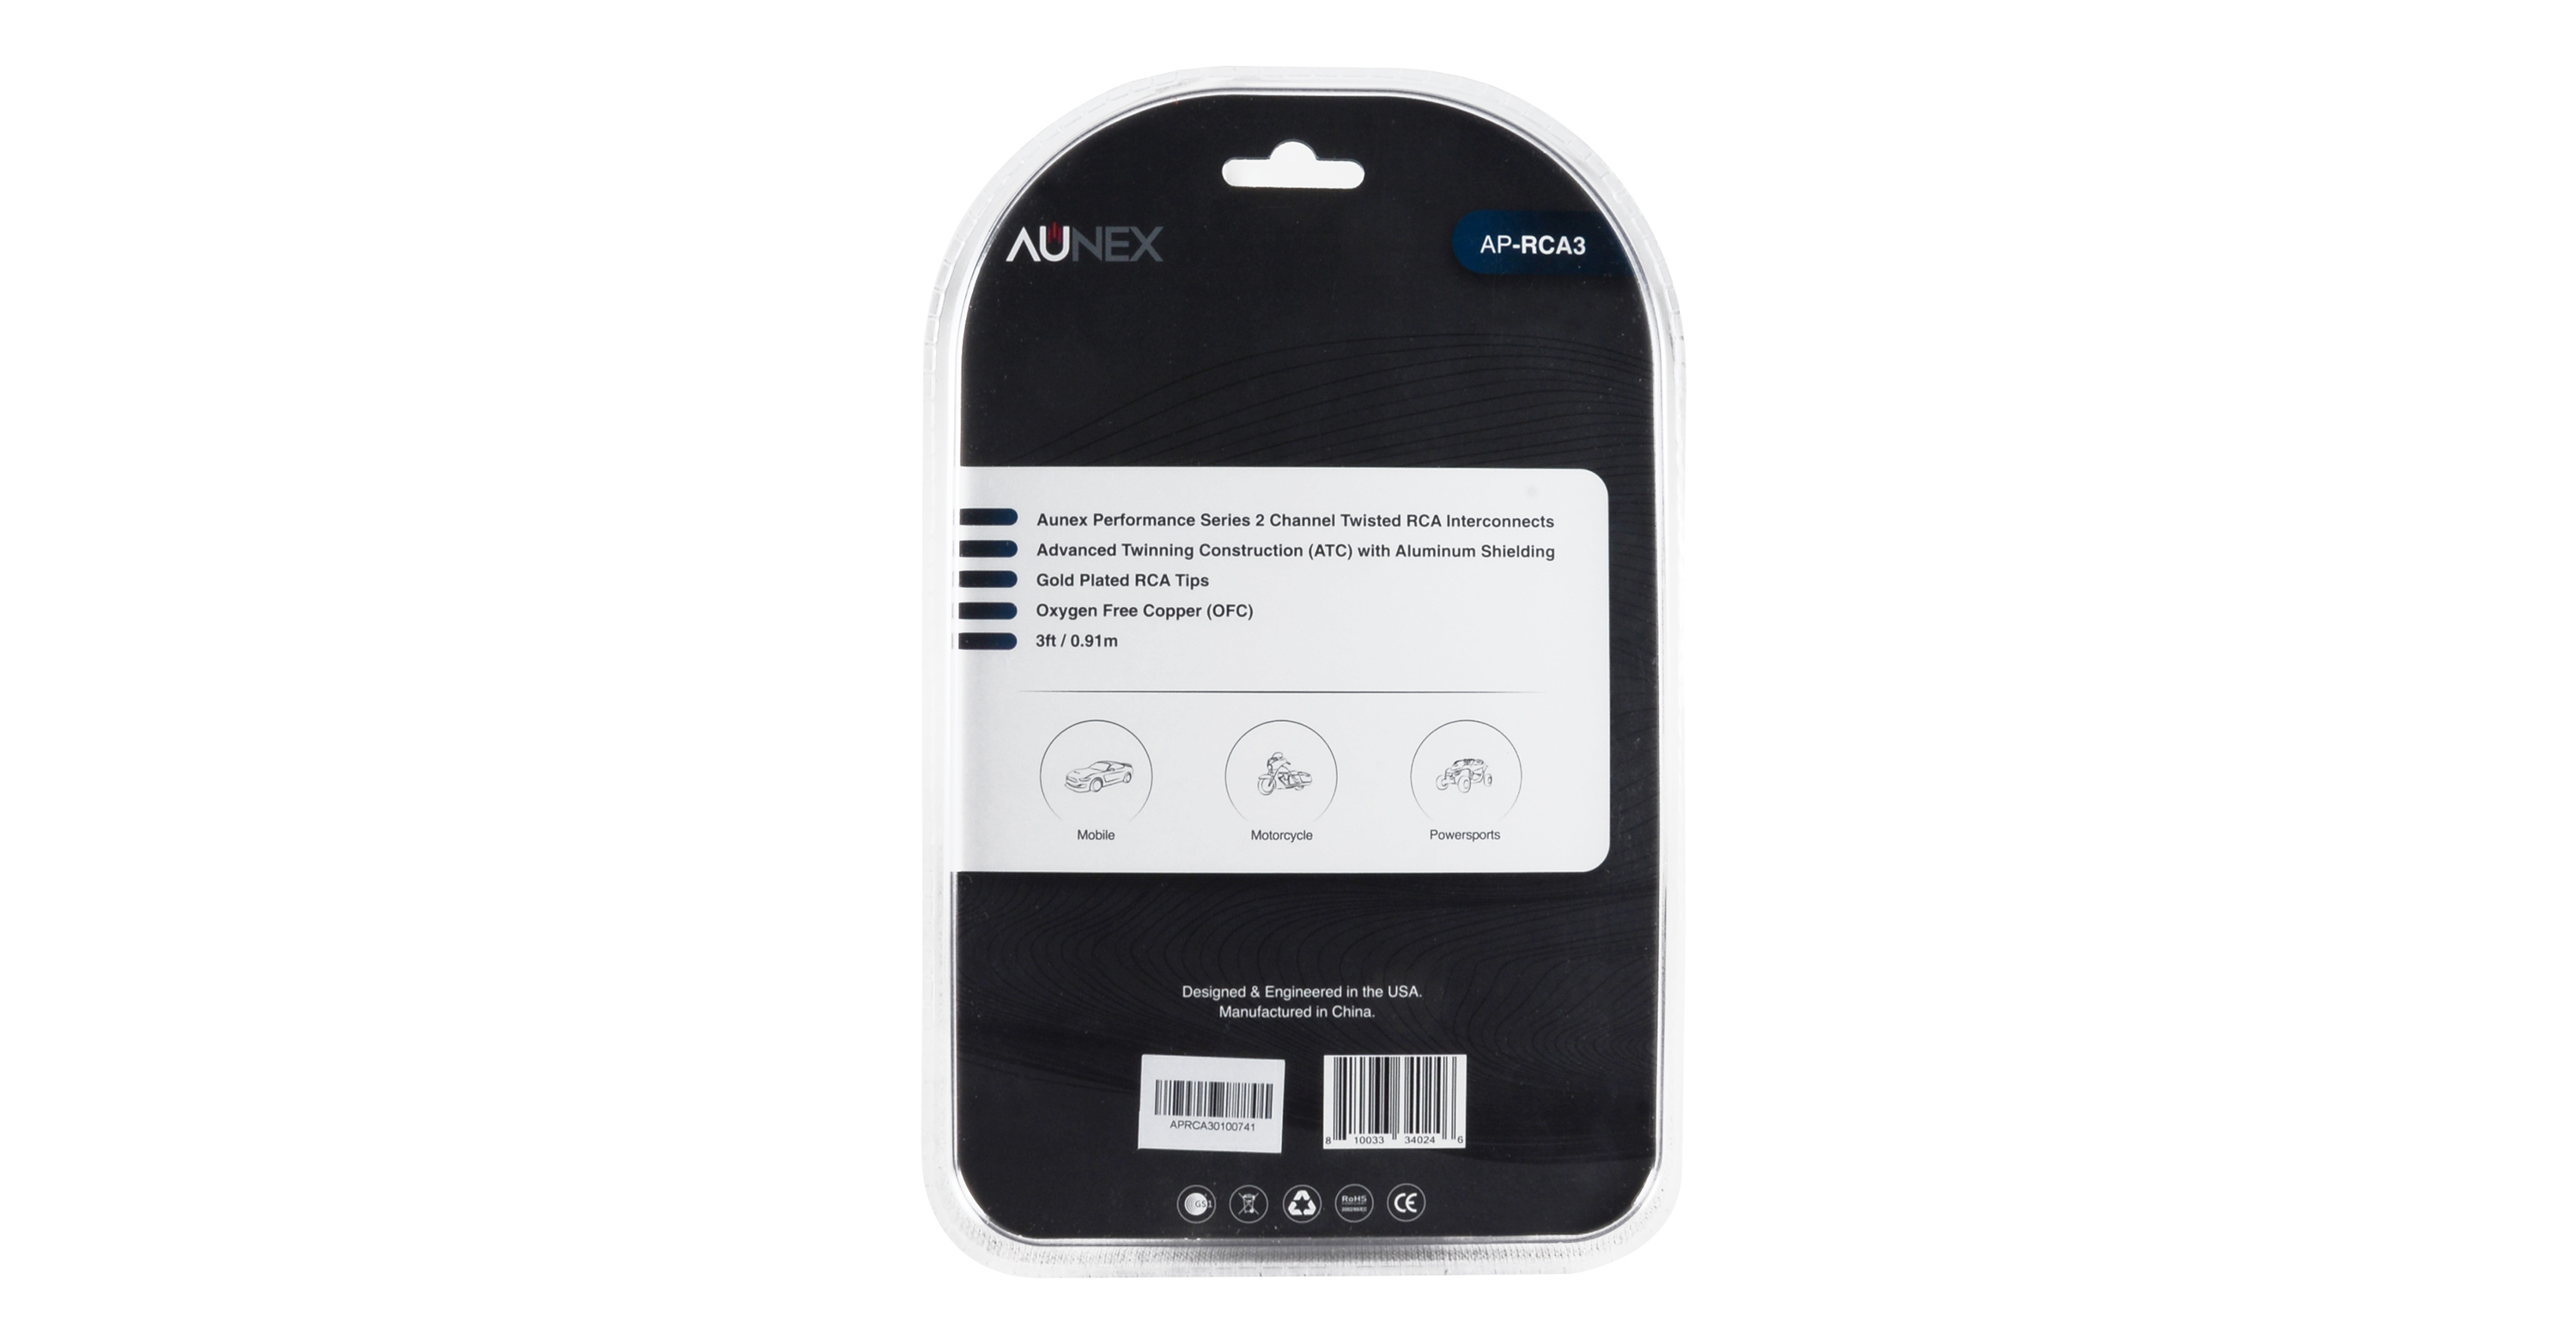 AUNEX
AP-RCA3
Aunex Performance Series 2 Channel Twisted RCA Interconnects
Advanced Twinning Construction (ATC) with Aluminum Shielding
Gold Plated RCA Tips
Oxygen Free Copper (OFC)
3ft / 0.91m
Mobile Motorcycle Powersports
Designed & Engineered in the USA.
Manufactured in China.
APRCA30100741
8 10033 34024 6
GS1 RoHS CE